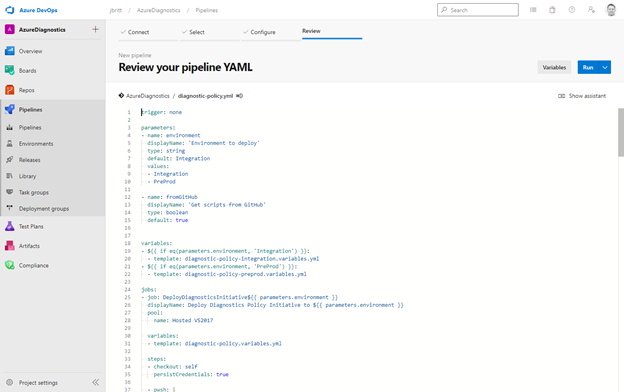 Azure DevOps
jbritt / AzureDiagnostics / Pipelines
Search
A AzureDiagnostics +
Overview
Boards
Repos
Pipelines
Pipelines
Environments
Releases
Library
Task groups
Deployment groups
Test Plans
Artifacts
Compliance
Project settings
✓ Connect
✓ Select
✓ Configure
Review
New pipeline
Review your pipeline YAML
Variables
Run
AzureDiagnostics / diagnostic-policy.yml
Show assistant
1 trigger: none
2
3 parameters:
4 - name: environment
5 displayName: 'Environment to deploy'
6 type: string
7 default: Integration
8 values:
9 - Integration
10 - PreProd
11
12 - name: fromGitHub
13 displayName: 'Get scripts from GitHub'
14 type: boolean
15 default: true
16
17
18 variables:
19 - ${{ if eq(parameters.environment, 'Integration') }}:
20 - template: diagnostic-policy-integration.variables.yml
21 - ${{ if eq(parameters.environment, 'PreProd') }}:
22 - template: diagnostic-policy-preprod.variables.yml
23
24 jobs:
25 - job: DeployDiagnosticsInitiative${{ parameters.environment }}
26 displayName: Deploy Diagnostics Policy Initiative to ${{ parameters.environment }}
27 pool:
28 name: Hosted VS2017
29
30 variables:
31 - template: diagnostic-policy.variables.yml
32
33 steps:
34 - checkout: self
35 persistCredentials: true
36
37 - pwsh: |